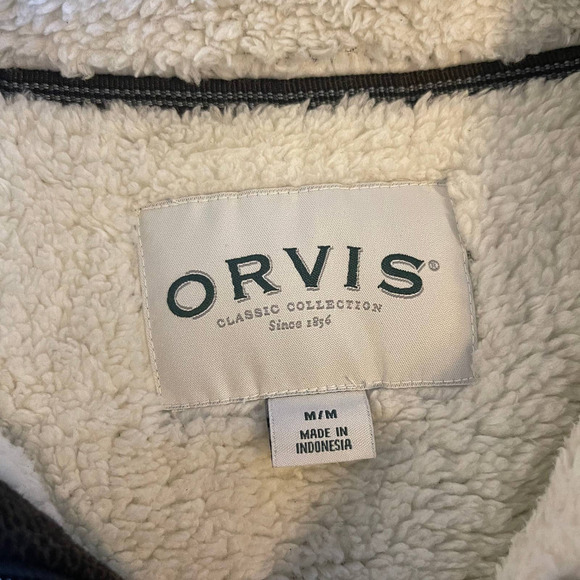 ORVIS®
CLASSIC COLLECTION
Since 1856
M/M
MADE IN
INDONESIA